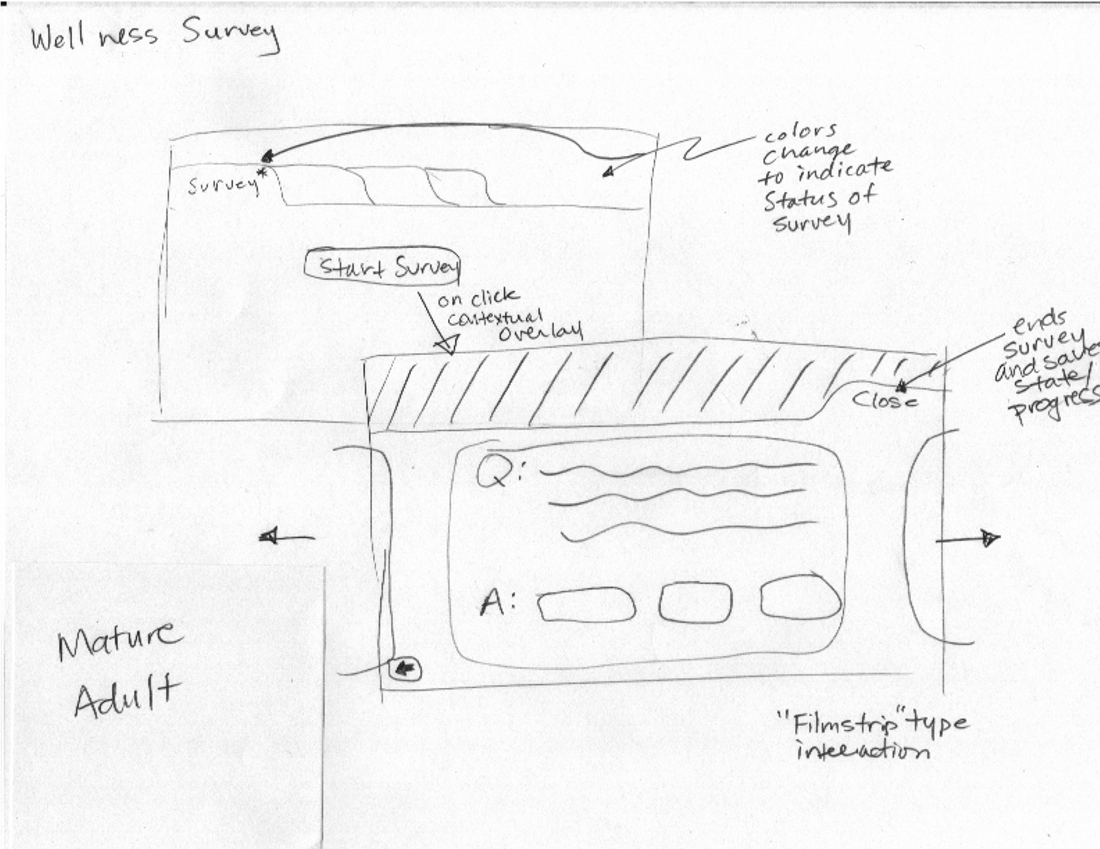 Wellness Survey
colors
change
to indicate
Status of
survey
Survey*
Start Survey
on click
contextual
overlay
ends
survey
and saves
state/
progress
Close
Q:
A:
Mature
Adult
"Filmstrip" type
interaction